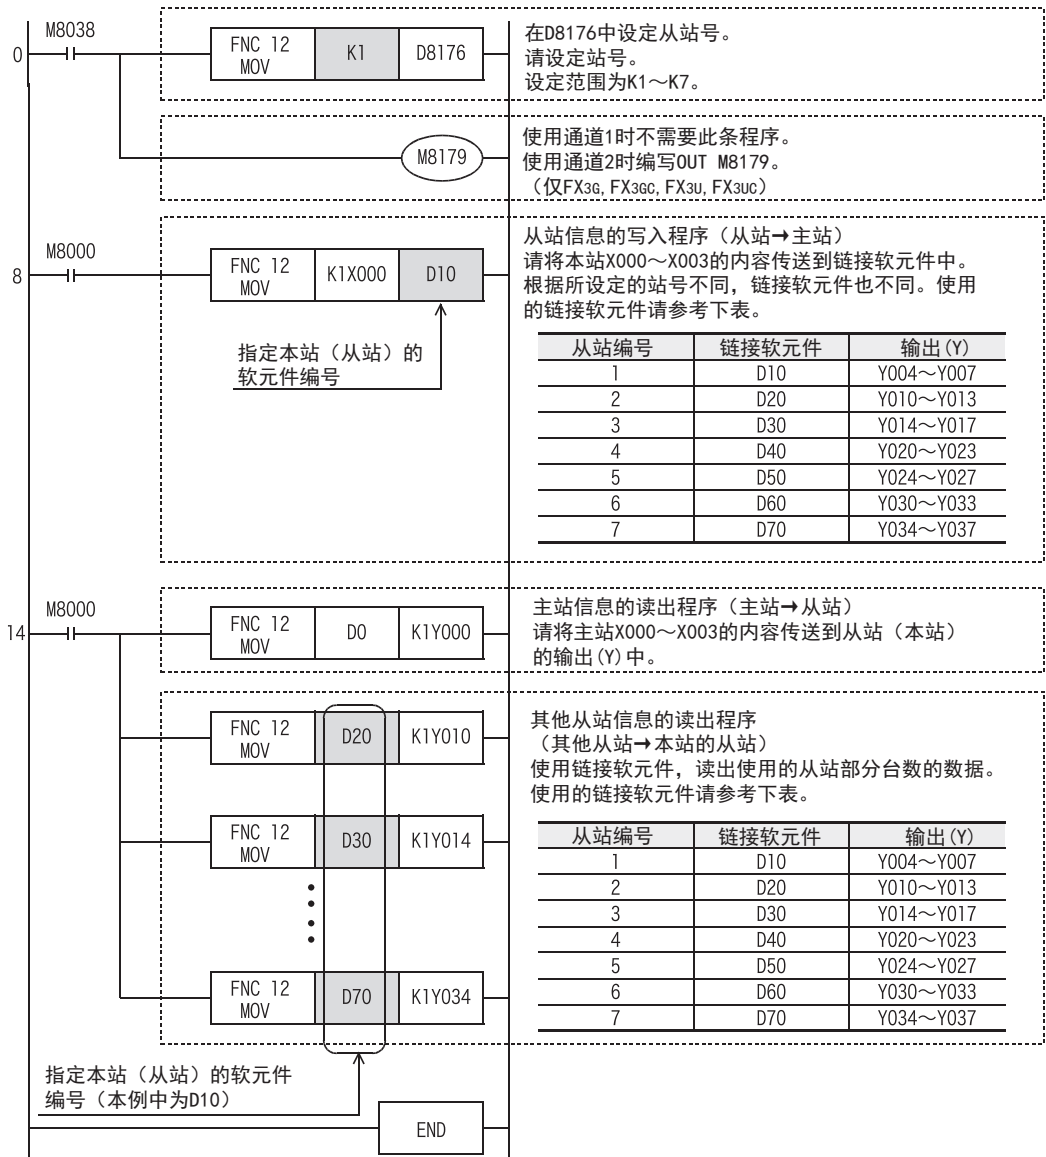 M8038
0
FNC 12
MOV
K1
D8176
在D8176中设定从站号。
请设定站号。
设定范围为K1～K7。
M8179
使用通道1时不需要此条程序。
使用通道2时编写OUT M8179。
（仅FX3G, FX3GC, FX3U, FX3UC）
M8000
8
FNC 12
MOV
K1X000
D10
从站信息的写入程序（从站→主站）
请将本站X000～X003的内容传送到链接软元件中。
根据所设定的站号不同，链接软元件也不同。使用
的链接软元件请参考下表。
指定本站（从站）的
软元件编号
从站编号 链接软元件 输出(Y)
1 D10 Y004～Y007
2 D20 Y010～Y013
3 D30 Y014～Y017
4 D40 Y020～Y023
5 D50 Y024～Y027
6 D60 Y030～Y033
7 D70 Y034～Y037
M8000
14
FNC 12
MOV
D0
K1Y000
主站信息的读出程序（主站→从站）
请将主站X000～X003的内容传送到从站（本站）
的输出(Y)中。
FNC 12
MOV
D20
K1Y010
FNC 12
MOV
D30
K1Y014
FNC 12
MOV
D70
K1Y034
其他从站信息的读出程序
（其他从站→本站的从站）
使用链接软元件，读出使用的从站部分台数的数据。
使用的链接软元件请参考下表。
从站编号 链接软元件 输出(Y)
1 D10 Y004～Y007
2 D20 Y010～Y013
3 D30 Y014～Y017
4 D40 Y020～Y023
5 D50 Y024～Y027
6 D60 Y030～Y033
7 D70 Y034～Y037
指定本站（从站）的软元件
编号（本例中为D10）
END